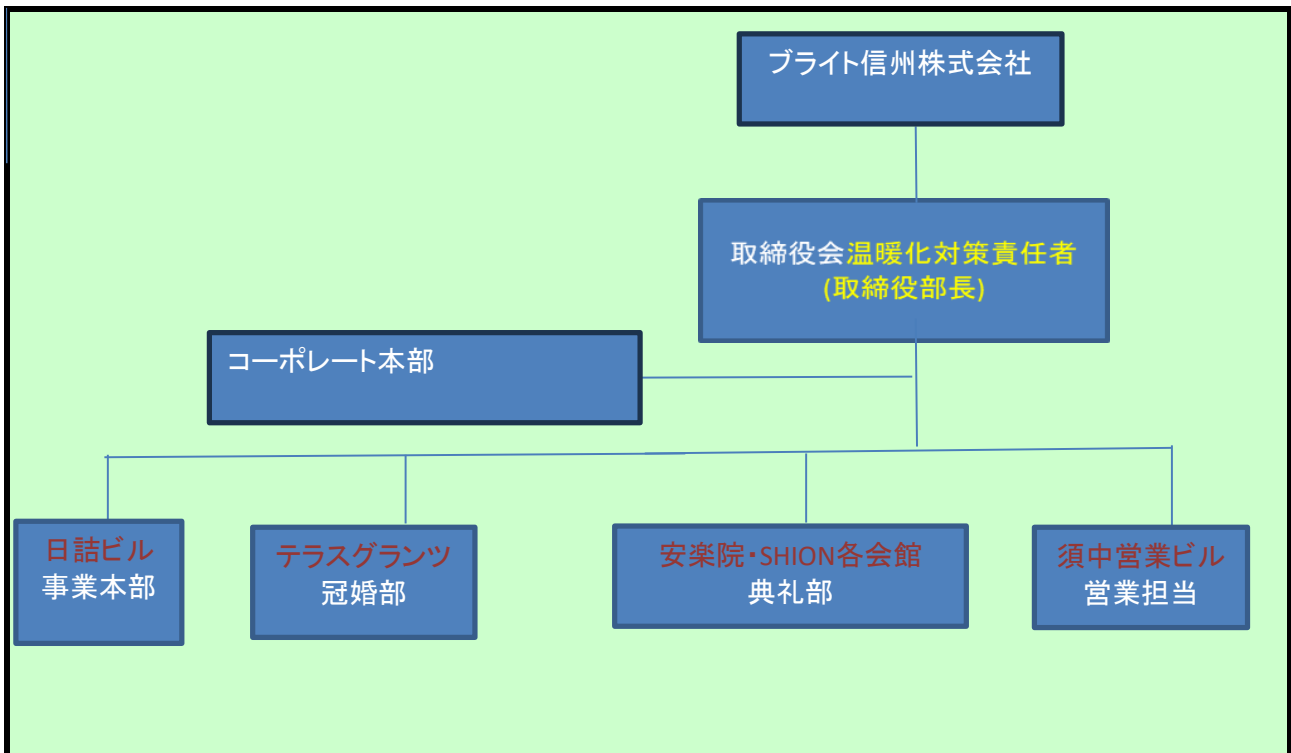 ブライト信州株式会社
取締役会温暖化対策責任者
(取締役部長)
コーポレート本部
日詰ビル
事業本部
テラスグランツ
冠婚部
安楽院・SHION各会館
典礼部
須中営業ビル
営業担当